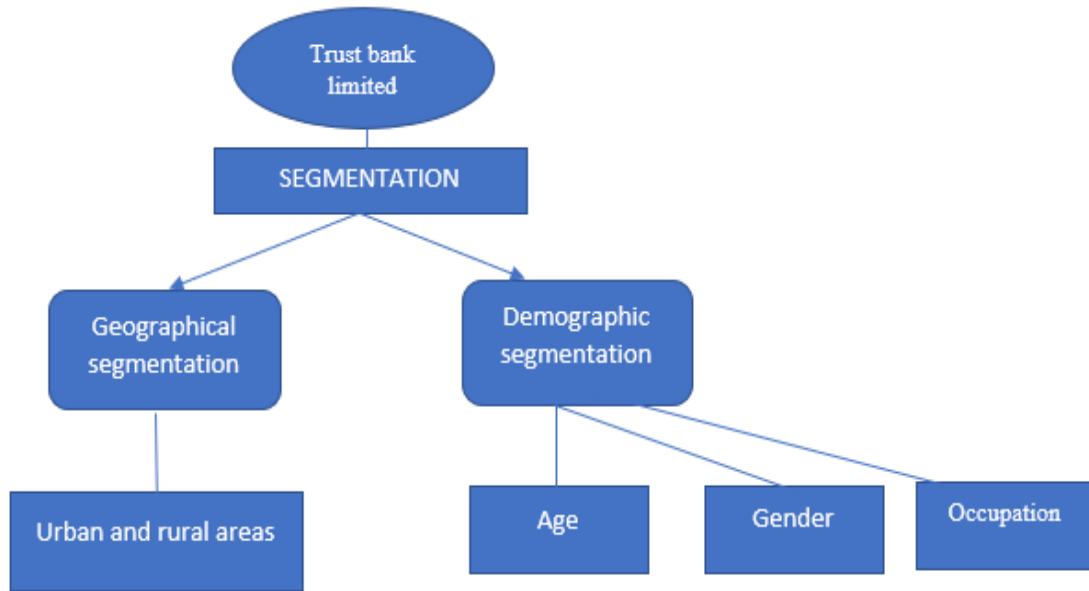 Trust bank
limited
SEGMENTATION
Geographical
segmentation
Demographic
segmentation
Urban and rural areas
Age
Gender
Occupation